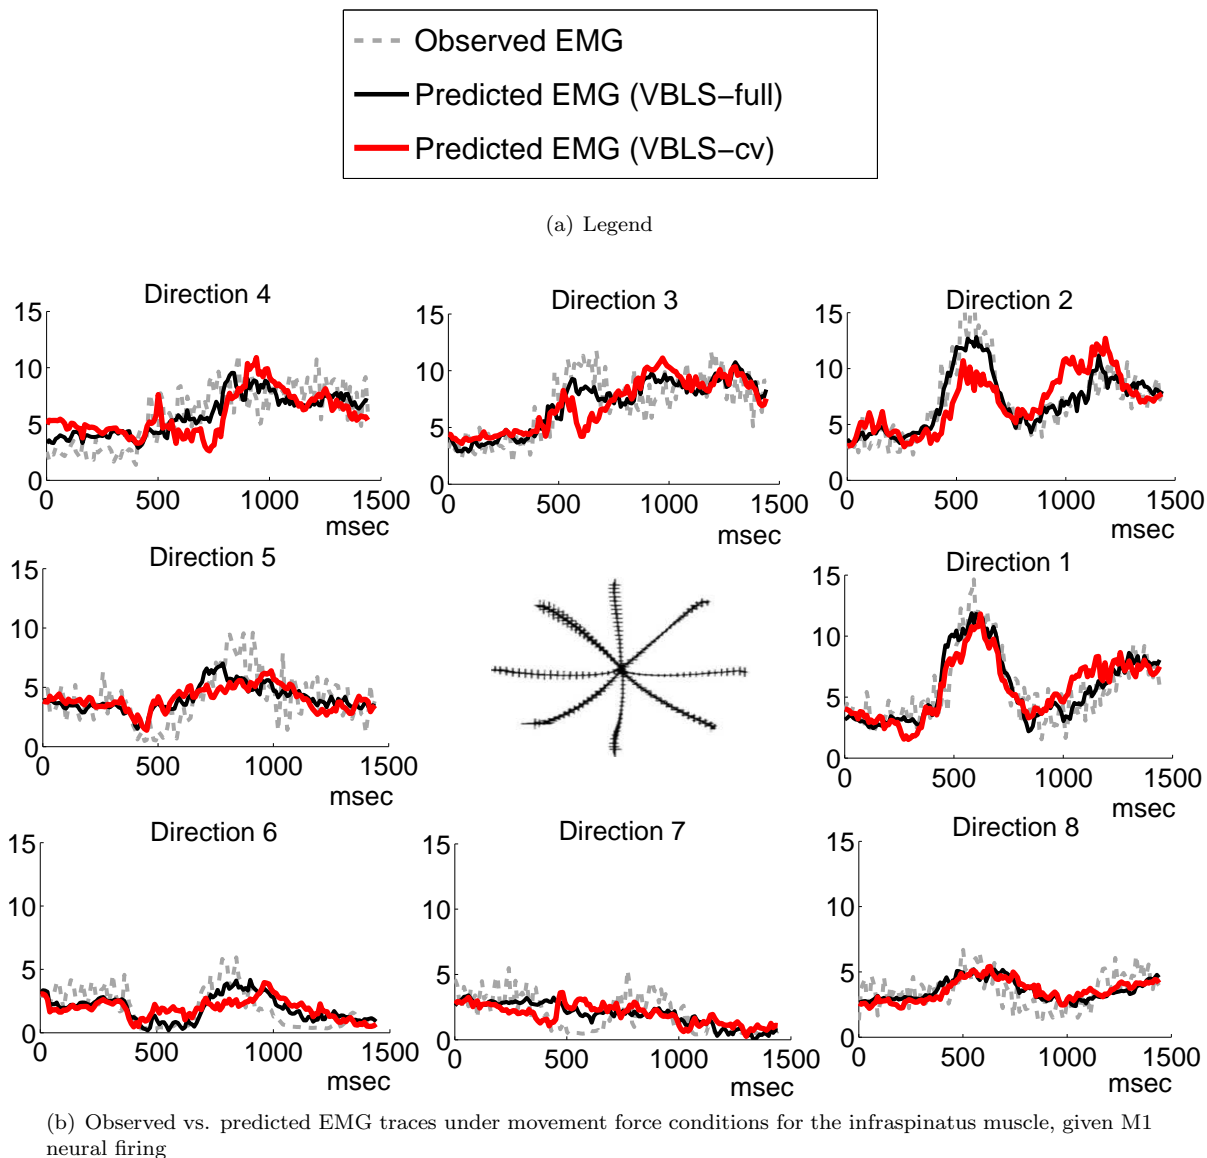 Observed EMG
Predicted EMG (VBLS-full)
Predicted EMG (VBLS-cv)
(a) Legend
Direction 4
15
10
5
0
0 500 1000 1500
msec
Direction 3
15
10
5
0
0 500 1000 1500
msec
Direction 2
15
10
5
0
0 500 1000 1500
msec
Direction 5
15
10
5
0
0 500 1000 1500
msec
Direction 1
15
10
5
0
0 500 1000 1500
msec
Direction 6
15
10
5
0
0 500 1000 1500
msec
Direction 7
15
10
5
0
0 500 1000 1500
msec
Direction 8
15
10
5
0
0 500 1000 1500
msec
(b) Observed vs. predicted EMG traces under movement force conditions for the infraspinatus muscle, given M1
neural firing